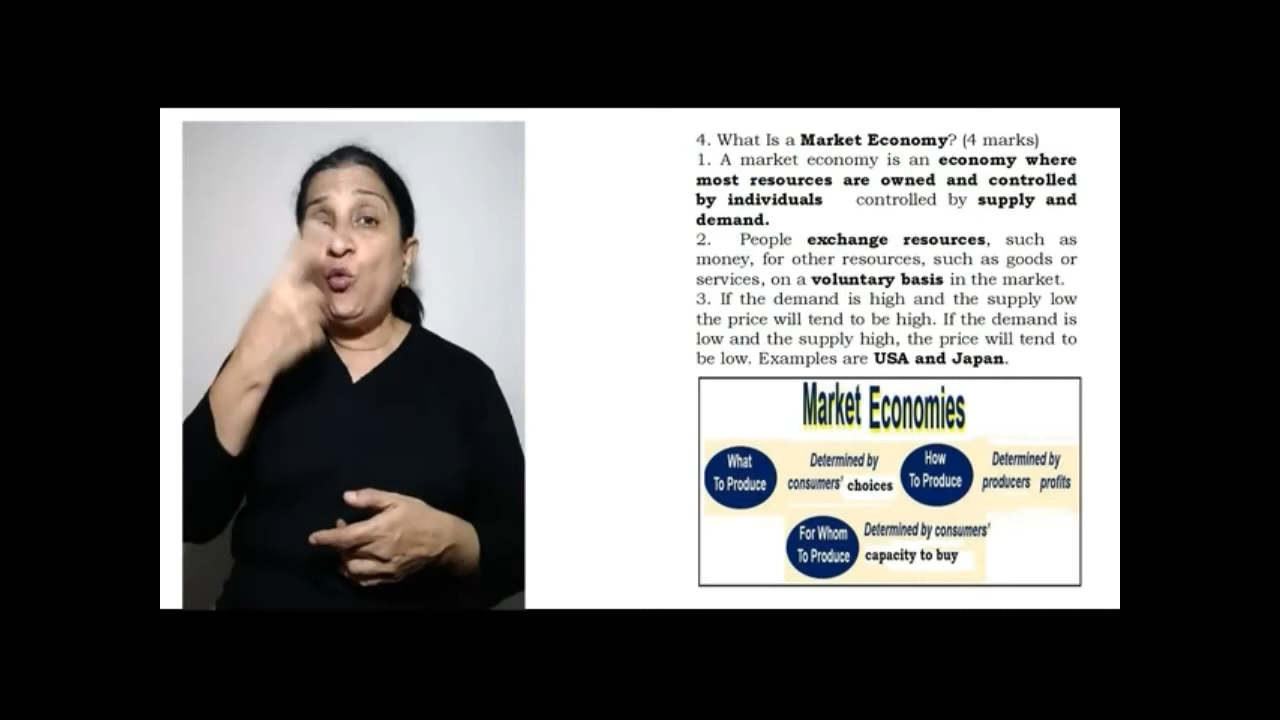 4. What Is a Market Economy? (4 marks)
1. A market economy is an economy where
most resources are owned and controlled
by individuals controlled by supply and
demand.
2. People exchange resources, such as
money, for other resources, such as goods or
services, on a voluntary basis in the market.
3. If the demand is high and the supply low
the price will tend to be high. If the demand is
low and the supply high, the price will tend to
be low. Examples are USA and Japan.
Market Economies
What
To Produce
Determined by
consumers' choices
How
To Produce
Determined by
producers profits
For Whom
To Produce
Determined by consumers'
capacity to buy